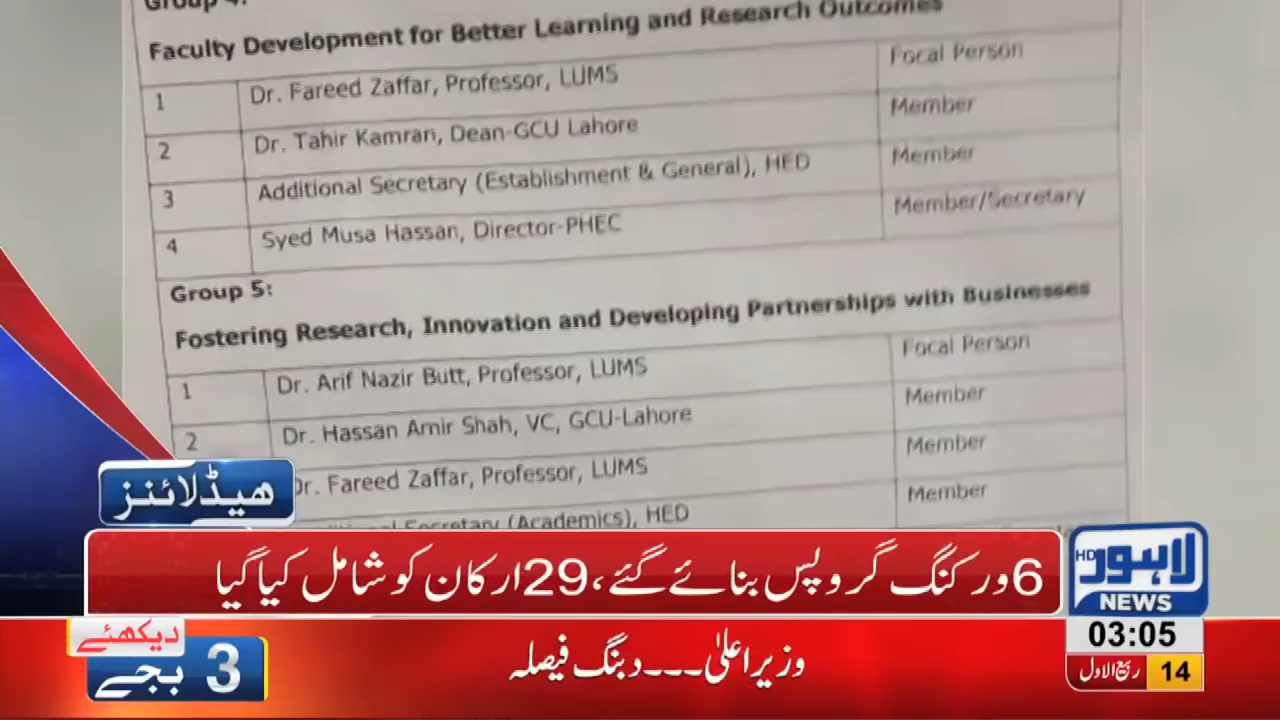 Group 4:
Faculty Development for Better Learning and Research Outcomes
1 Dr. Fareed Zaffar, Professor, LUMS Focal Person
2 Dr. Tahir Kamran, Dean-GCU Lahore Member
3 Additional Secretary (Establishment & General), HED Member
4 Syed Musa Hassan, Director-PHEC Member/Secretary
Group 5:
Fostering Research, Innovation and Developing Partnerships with Businesses
1 Dr. Arif Nazir Butt, Professor, LUMS Focal Person
2 Dr. Hassan Amir Shah, VC, GCU-Lahore Member
Dr. Fareed Zaffar, Professor, LUMS Member
Secretary (Academics), HED Member
ہیڈلائنز
6 ورکنگ گروپس بنائے گئے، 29 ارکان کو شامل کیا گیا
لاہور HD
NEWS
03:05
14 ربیع الاول
دیکھئے
3 بجے
وزیراعلیٰ۔۔۔دبنگ فیصلہ